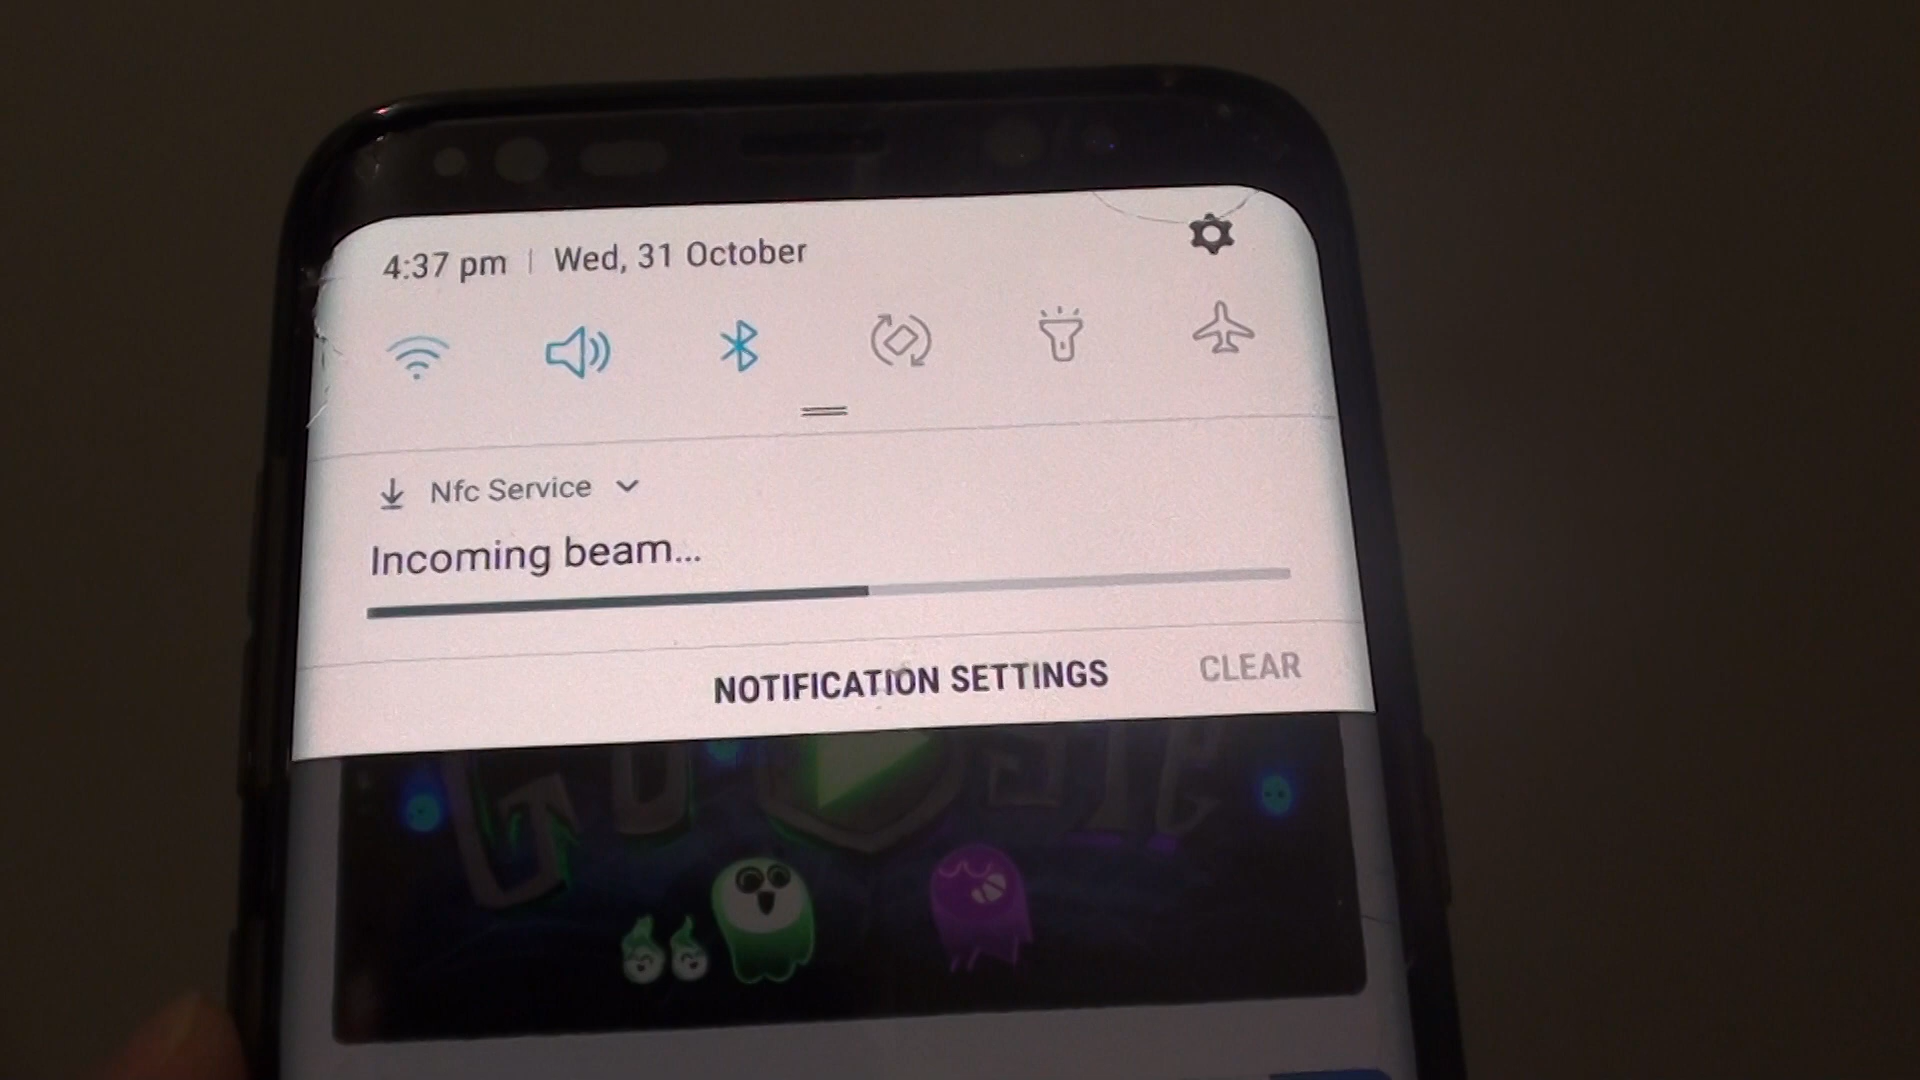 4:37 pm | Wed, 31 October
Nfc Service
Incoming beam...
NOTIFICATION SETTINGS CLEAR